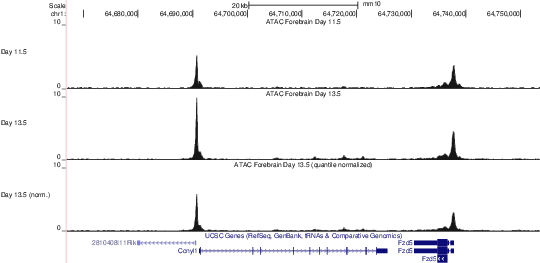 Scale 20 kb mm10
chr1: 64,680,000 64,690,000 64,700,000 64,710,000 64,720,000 64,730,000 64,740,000 64,750,000
ATAC Forebrain Day 11.5
10
Day 11.5
0
ATAC Forebrain Day 13.5
10
Day 13.5
0
ATAC Forebrain Day 13.5 (quantile normalized)
10
Day 13.5 (norm.)
0
UCSC Genes (RefSeq, GenBank, tRNAs & Comparative Genomics)
2810408I11Rik Fzd5
Ccnyl1 Fzd5
Fzd5